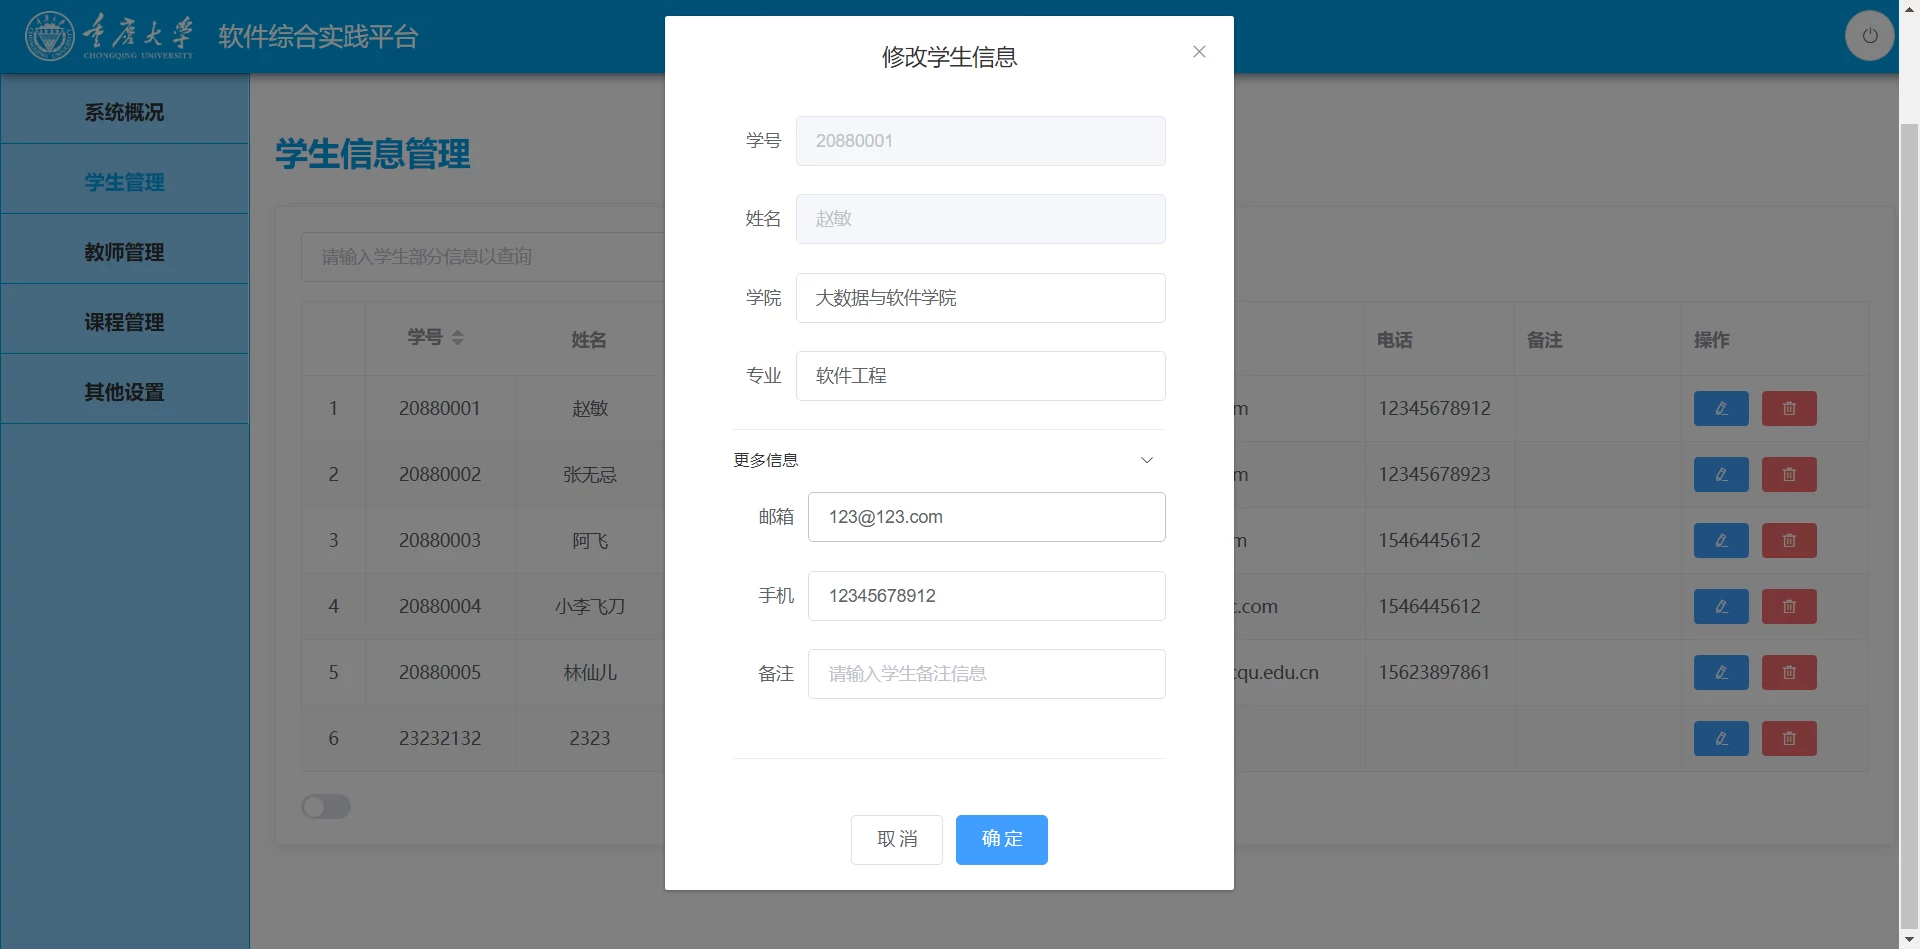 重庆大学
CHONGQING UNIVERSITY
软件综合实践平台
系统概况
学生管理
教师管理
课程管理
其他设置
学生信息管理
请输入学生部分信息以查询
学号 姓名 电话 备注 操作
1 20880001 赵敏 m 12345678912
2 20880002 张无忌 m 12345678923
3 20880003 阿飞 m 1546445612
4 20880004 小李飞刀 c.com 1546445612
5 20880005 林仙儿 cqu.edu.cn 15623897861
6 23232132 2323
修改学生信息
学号 20880001
姓名 赵敏
学院 大数据与软件学院
专业 软件工程
更多信息
邮箱 123@123.com
手机 12345678912
备注 请输入学生备注信息
取消 确定